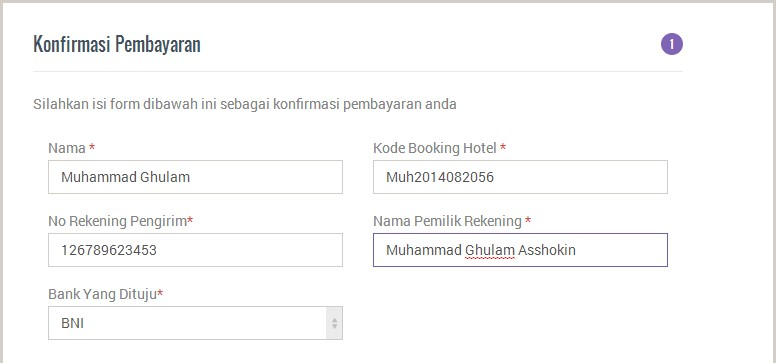 Konfirmasi Pembayaran
1
Silahkan isi form dibawah ini sebagai konfirmasi pembayaran anda
Nama *
Kode Booking Hotel *
Muhammad Ghulam
Muh2014082056
No Rekening Pengirim*
Nama Pemilik Rekening *
126789623453
Muhammad Ghulam Asshokin
Bank Yang Dituju*
BNI